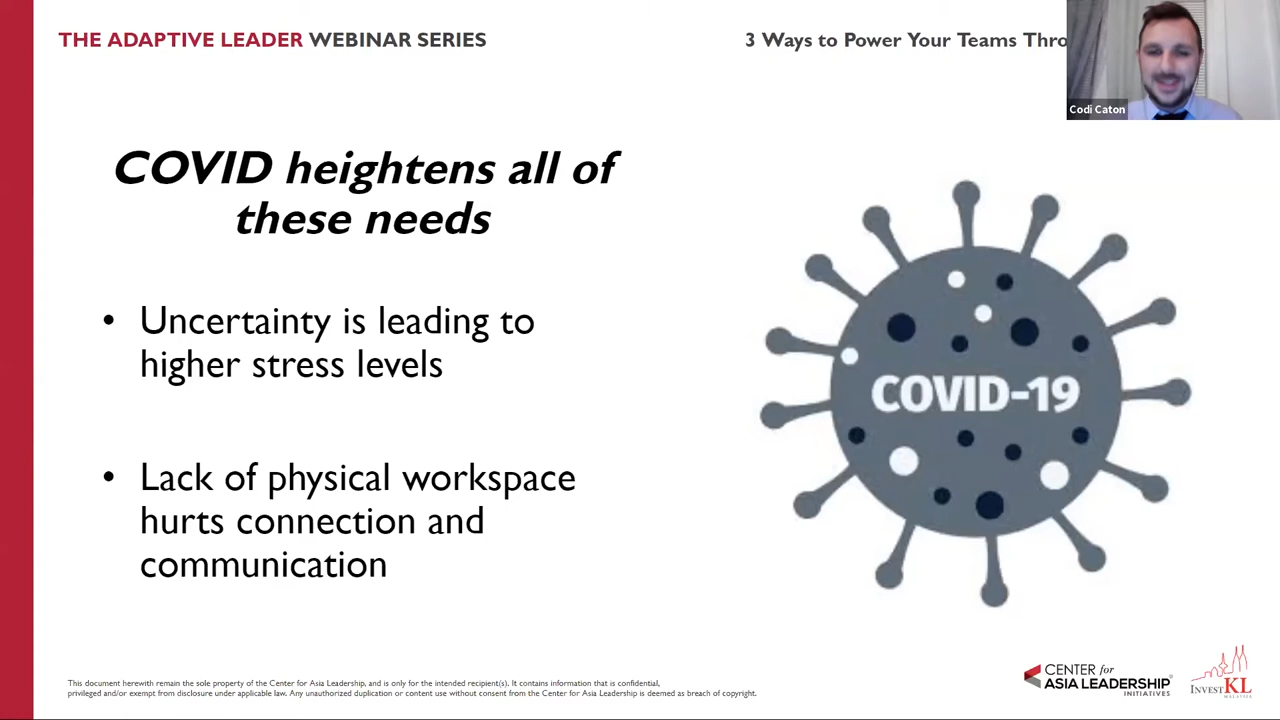 THE ADAPTIVE LEADER WEBINAR SERIES
3 Ways to Power Your Teams
Codi Caton
COVID heightens all of
these needs
• Uncertainty is leading to
higher stress levels
• Lack of physical workspace
hurts connection and
communication
COVID-19
This document herewith remain the sole property of the Center for Asia Leadership, and is only for the intended recipient(s). It contains information that is confidential,
privileged and/or exempt from disclosure under applicable law. Any unauthorized duplication or content use without consent from the Center for Asia Leadership is deemed as breach of copyright.
CENTER for
ASIA LEADERSHIP
INITIATIVES
INVEST KL
MALAYSIA